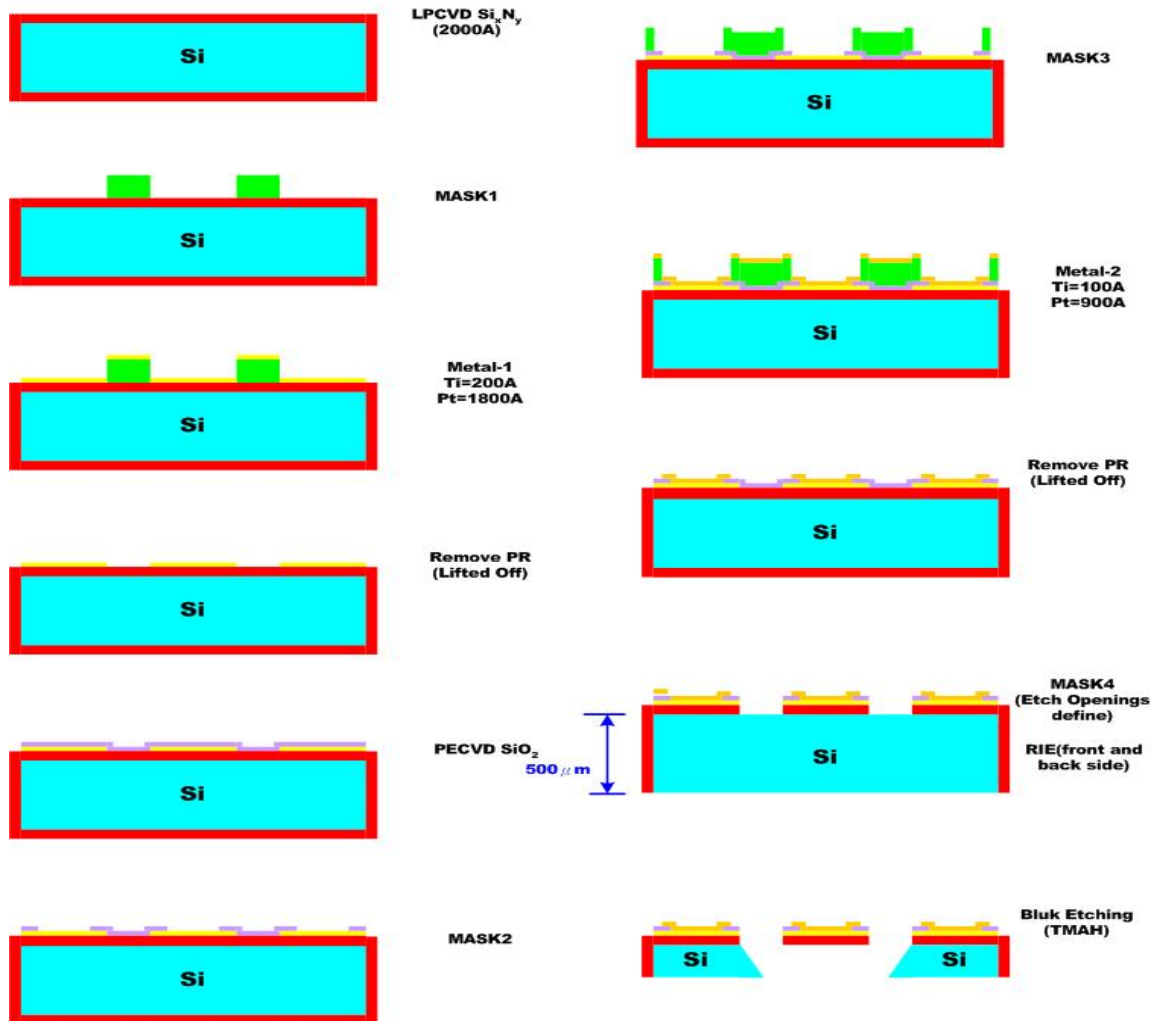 LPCVD SixNy
(2000A)
Si
MASK1
Si
Metal-1
Ti=200A
Pt=1800A
Si
Remove PR
(Lifted Off)
Si
PECVD SiO2
Si
MASK2
Si
MASK3
Si
Metal-2
Ti=100A
Pt=900A
Si
Remove PR
(Lifted Off)
Si
MASK4
(Etch Openings
define)
RIE(front and
back side)
500μm
Si
Bluk Etching
(TMAH)
Si
Si